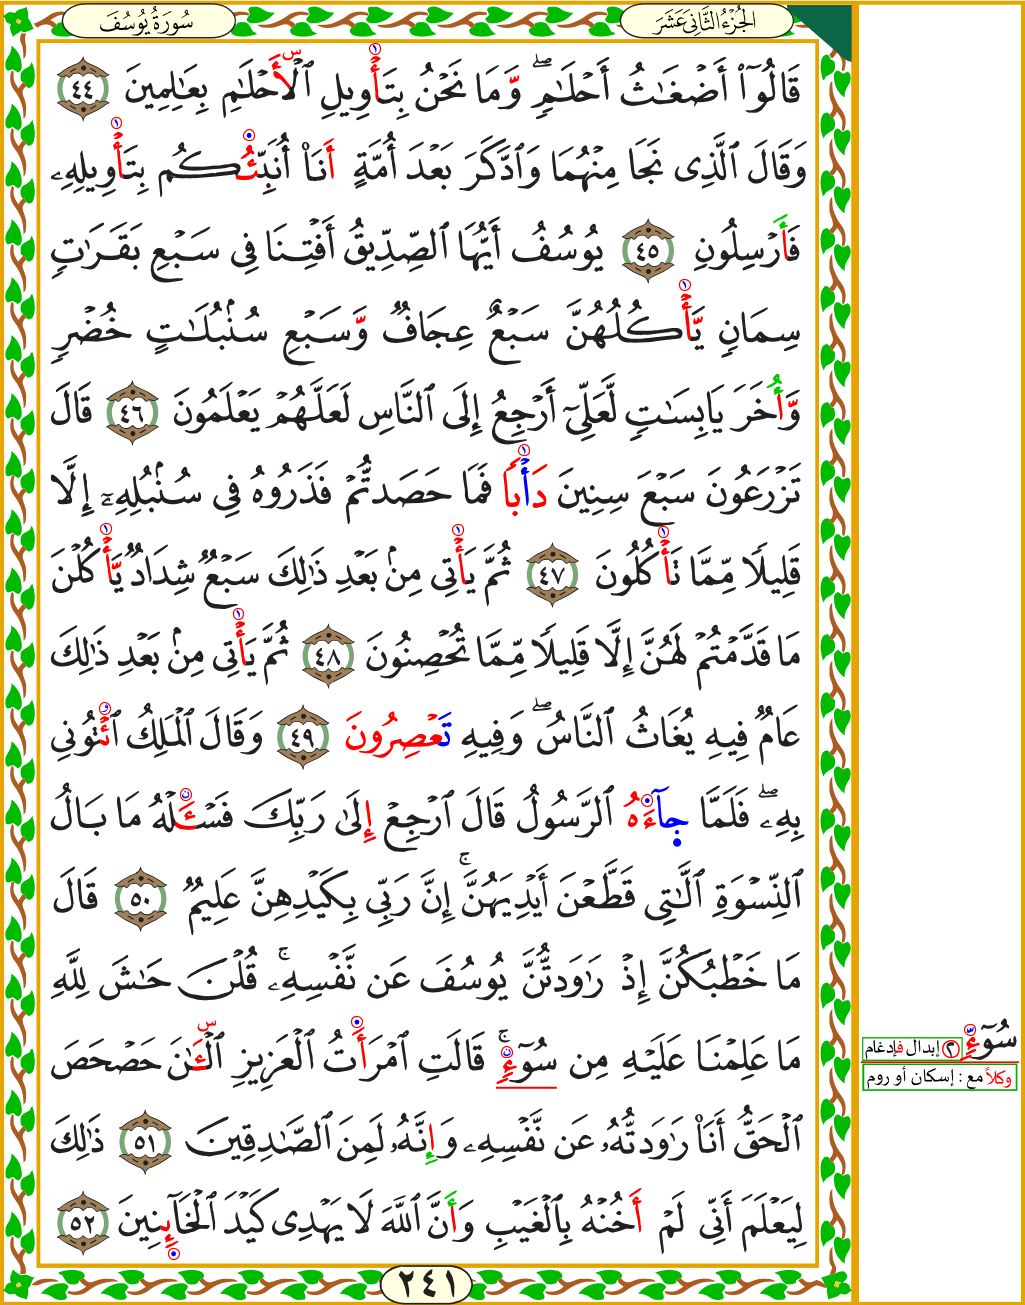 الجُزْءُ الثَّانِيَ عَشَرَ
سُورَةُ يُوسُفَ
قَالُوٓاْ أَضۡغَٰثُ أَحۡلَٰمٖۖ وَمَا نَحۡنُ بِتَأۡوِيلِ ٱلۡأَحۡلَٰمِ بِعَٰلِمِينَ ٤٤
وَقَالَ ٱلَّذِي نَجَا مِنۡهُمَا وَٱدَّكَرَ بَعۡدَ أُمَّةٍ أَنَا۠ أُنَبِّئُكُم بِتَأۡوِيلِهِۦ
فَأَرۡسِلُونِ ٤٥ يُوسُفُ أَيُّهَا ٱلصِّدِّيقُ أَفۡتِنَا فِي سَبۡعِ بَقَرَٰتٖ
سِمَانٖ يَأۡكُلُهُنَّ سَبۡعٌ عِجَافٞ وَسَبۡعِ سُنۢبُلَٰتٍ خُضۡرٖ
وَأُخَرَ يَابِسَٰتٖ لَّعَلِّيٓ أَرۡجِعُ إِلَى ٱلنَّاسِ لَعَلَّهُمۡ يَعۡلَمُونَ ٤٦ قَالَ
تَزۡرَعُونَ سَبۡعَ سِنِينَ دَأۡبٗا فَمَا حَصَدتُّمۡ فَذَرُوهُ فِي سُنۢبُلِهِۦٓ إِلَّا
قَلِيلٗا مِّمَّا تَأۡكُلُونَ ٤٧ ثُمَّ يَأۡتِي مِنۢ بَعۡدِ ذَٰلِكَ سَبۡعٞ شِدَادٞ يَأۡكُلۡنَ
مَا قَدَّمۡتُمۡ لَهُنَّ إِلَّا قَلِيلٗا مِّمَّا تُحۡصِنُونَ ٤٨ ثُمَّ يَأۡتِي مِنۢ بَعۡدِ ذَٰلِكَ
عَامٞ فِيهِ يُغَاثُ ٱلنَّاسُۖ وَفِيهِ تَعۡصِرُونَ ٤٩ وَقَالَ ٱلۡمَلِكُ ٱئۡتُونِي
بِهِۦۖ فَلَمَّا جَآءَهُ ٱلرَّسُولُ قَالَ ٱرۡجِعۡ إِلَىٰ رَبِّكَ فَسۡـَٔلۡهُ مَا بَالُ
ٱلنِّسۡوَةِ ٱلَّٰتِي قَطَّعۡنَ أَيۡدِيَهُنَّۚ إِنَّ رَبِّي بِكَيۡدِهِنَّ عَلِيمٞ ٥٠ قَالَ
مَا خَطۡبُكُنَّ إِذۡ رَٰوَدتُّنَّ يُوسُفَ عَن نَّفۡسِهِۦۚ قُلۡنَ حَٰشَ لِلَّهِ
مَا عَلِمۡنَا عَلَيۡهِ مِن سُوٓءٖۚ قَالَتِ ٱمۡرَأَتُ ٱلۡعَزِيزِ ٱلۡـَٰٔنَ حَصۡحَصَ
ٱلۡحَقُّ أَنَا۠ رَٰوَدتُّهُۥ عَن نَّفۡسِهِۦ وَإِنَّهُۥ لَمِنَ ٱلصَّٰدِقِينَ ٥١ ذَٰلِكَ
لِيَعۡلَمَ أَنِّي لَمۡ أَخُنۡهُ بِٱلۡغَيۡبِ وَأَنَّ ٱللَّهَ لَا يَهۡدِي كَيۡدَ ٱلۡخَآئِنِينَ ٥٢
سُوٓءٍ ٢ إبدال فإدغام
وكلاً مع : إسكان أو روم
٢٤١